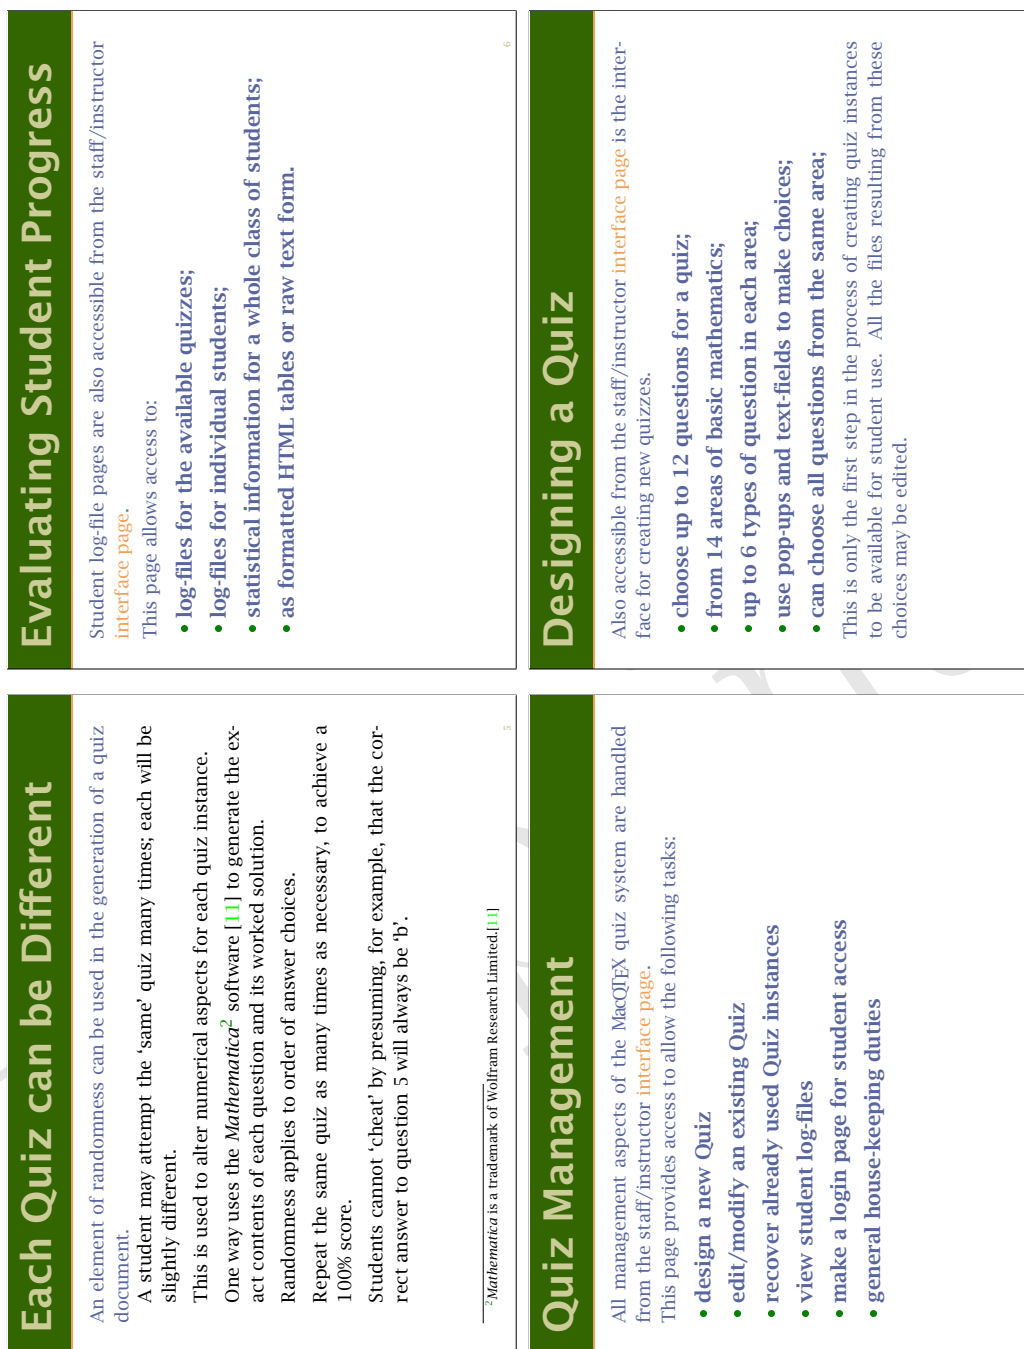 Each Quiz can be Different
An element of randomness can be used in the generation of a quiz
document.
A student may attempt the ‘same’ quiz many times; each will be
slightly different.
This is used to alter numerical aspects for each quiz instance.
One way uses the Mathematica2 software [11] to generate the ex-
act contents of each question and its worked solution.
Randomness applies to order of answer choices.
Repeat the same quiz as many times as necessary, to achieve a
100% score.
Students cannot ‘cheat’ by presuming, for example, that the cor-
rect answer to question 5 will always be ‘b’.
2Mathematica is a trademark of Wolfram Research Limited.[11]
5
Evaluating Student Progress
Student log-file pages are also accessible from the staff/instructor
interface page.
This page allows access to:
• log-files for the available quizzes;
• log-files for individual students;
• statistical information for a whole class of students;
• as formatted HTML tables or raw text form.
6
Quiz Management
All management aspects of the MacQTEX quiz system are handled
from the staff/instructor interface page.
This page provides access to allow the following tasks:
• design a new Quiz
• edit/modify an existing Quiz
• recover already used Quiz instances
• view student log-files
• make a login page for student access
• general house-keeping duties
Designing a Quiz
Also accessible from the staff/instructor interface page is the inter-
face for creating new quizzes.
• choose up to 12 questions for a quiz;
• from 14 areas of basic mathematics;
• up to 6 types of question in each area;
• use pop-ups and text-fields to make choices;
• can choose all questions from the same area;
This is only the first step in the process of creating quiz instances
to be available for student use. All the files resulting from these
choices may be edited.